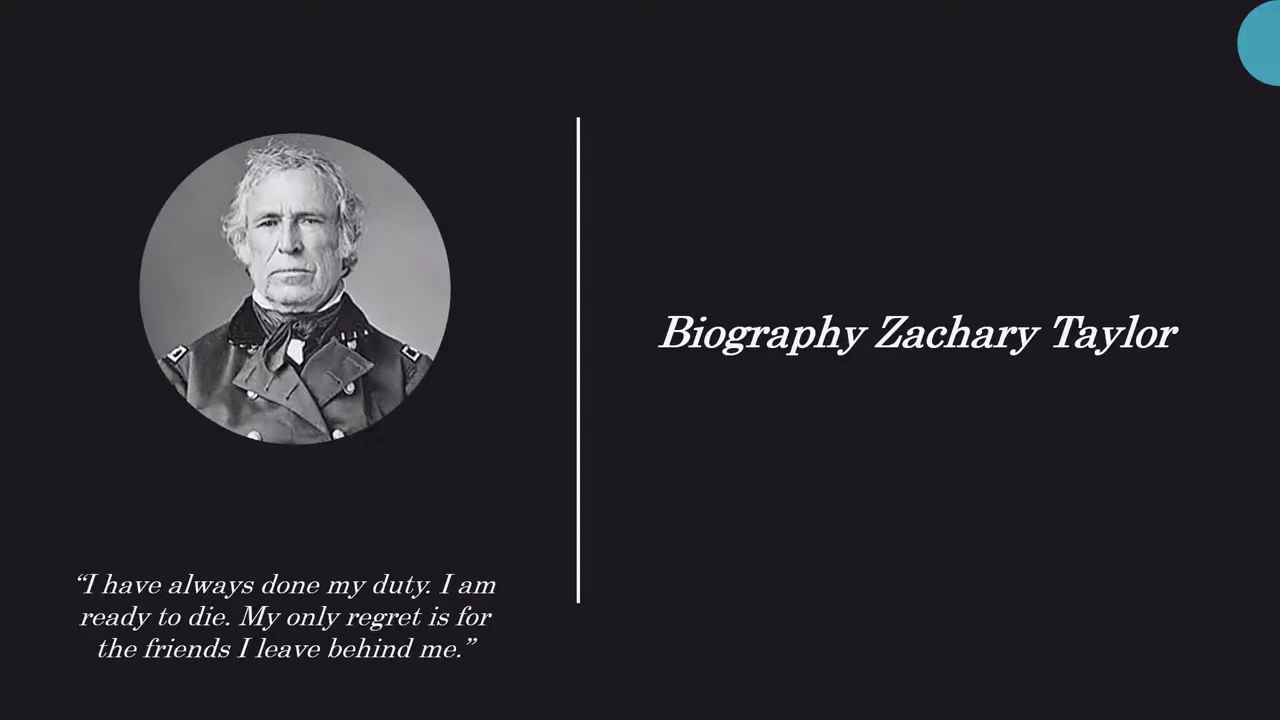 Biography Zachary Taylor
“I have always done my duty. I am
ready to die. My only regret is for
the friends I leave behind me.”